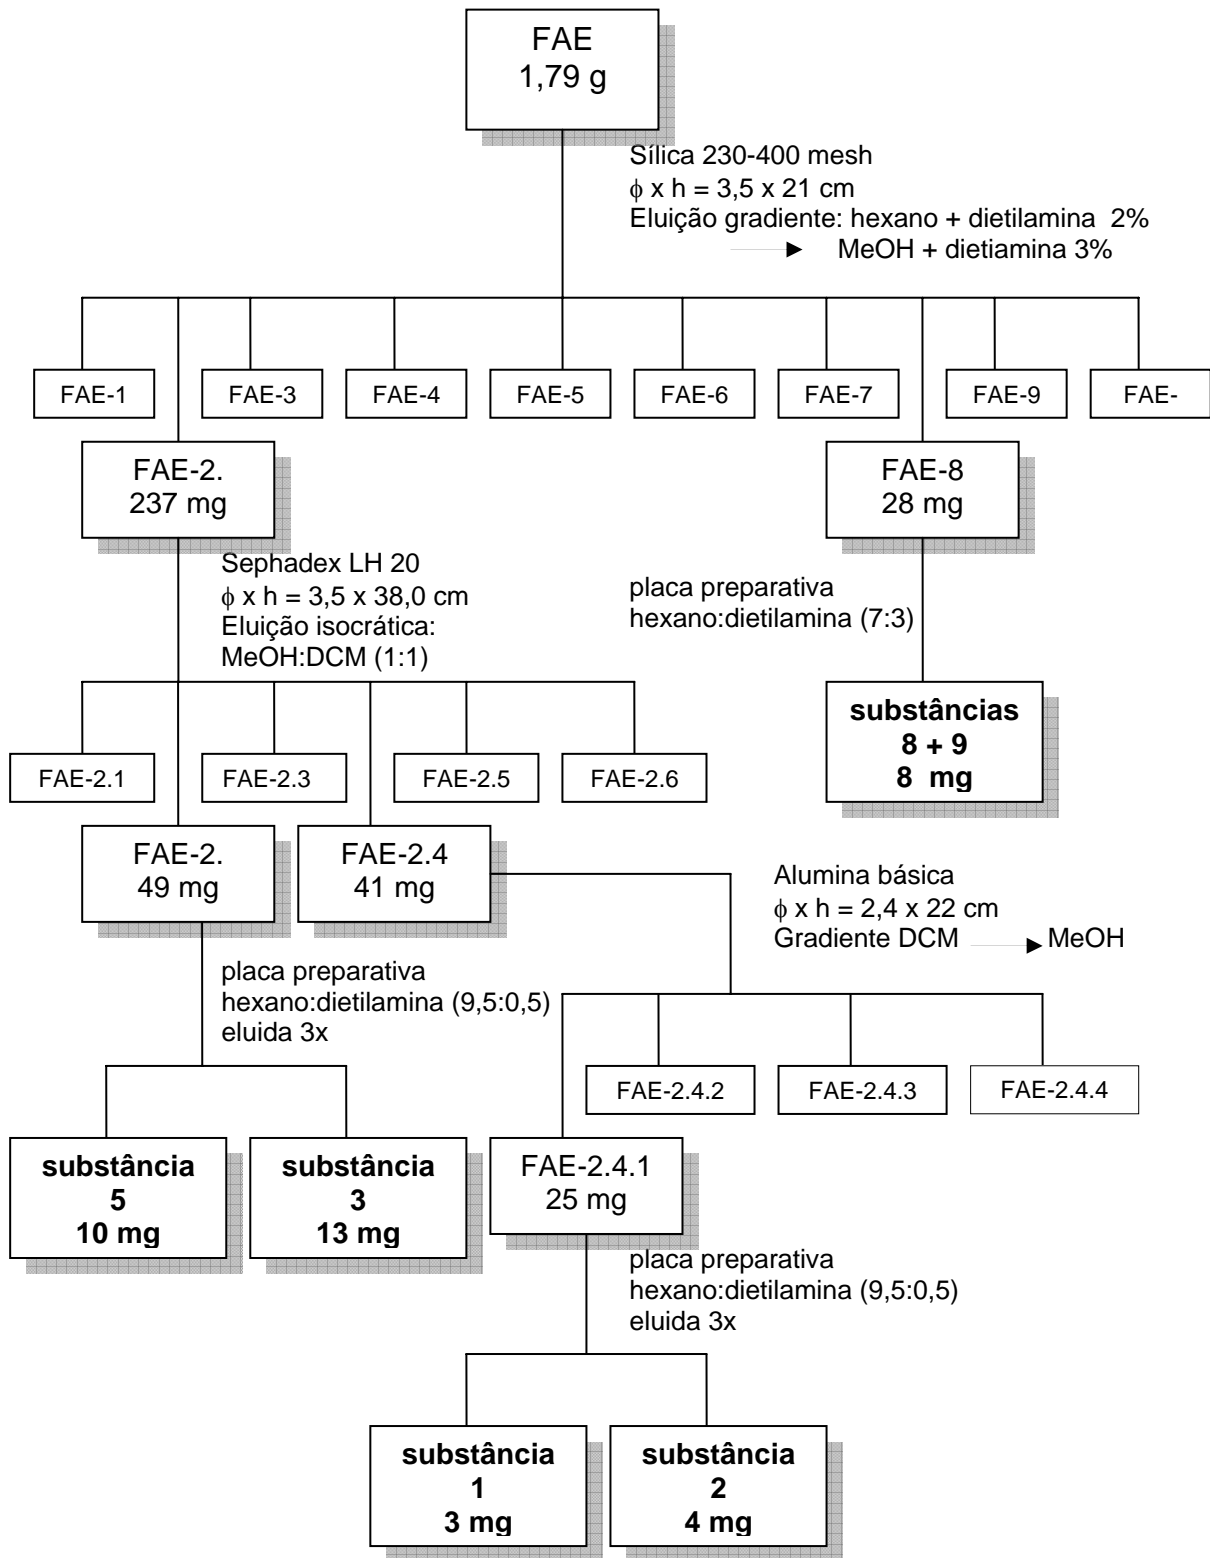 FAE
1,79 g
Sílica 230-400 mesh
ϕ x h = 3,5 x 21 cm
Eluição gradiente: hexano + dietilamina 2%
MeOH + dietiamina 3%
FAE-1
FAE-3
FAE-4
FAE-5
FAE-6
FAE-7
FAE-9
FAE-
FAE-2.
237 mg
FAE-8
28 mg
Sephadex LH 20
ϕ x h = 3,5 x 38,0 cm
Eluição isocrática:
MeOH:DCM (1:1)
placa preparativa
hexano:dietilamina (7:3)
substâncias
8 + 9
8 mg
FAE-2.1
FAE-2.3
FAE-2.5
FAE-2.6
FAE-2.
49 mg
FAE-2.4
41 mg
Alumina básica
ϕ x h = 2,4 x 22 cm
Gradiente DCM MeOH
placa preparativa
hexano:dietilamina (9,5:0,5)
eluida 3x
FAE-2.4.2
FAE-2.4.3
FAE-2.4.4
substância
5
10 mg
substância
3
13 mg
FAE-2.4.1
25 mg
placa preparativa
hexano:dietilamina (9,5:0,5)
eluida 3x
substância
1
3 mg
substância
2
4 mg